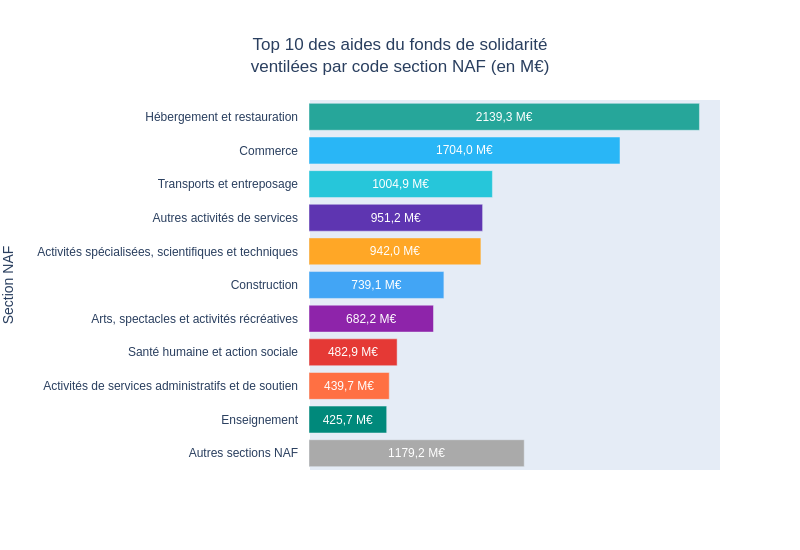 Top 10 des aides du fonds de solidarité
ventilées par code section NAF (en M€)
Hébergement et restauration 2139,3 M€
Commerce 1704,0 M€
Transports et entreposage 1004,9 M€
Autres activités de services 951,2 M€
Activités spécialisées, scientifiques et techniques 942,0 M€
Construction 739,1 M€
Arts, spectacles et activités récréatives 682,2 M€
Santé humaine et action sociale 482,9 M€
Activités de services administratifs et de soutien 439,7 M€
Enseignement 425,7 M€
Autres sections NAF 1179,2 M€
Section NAF